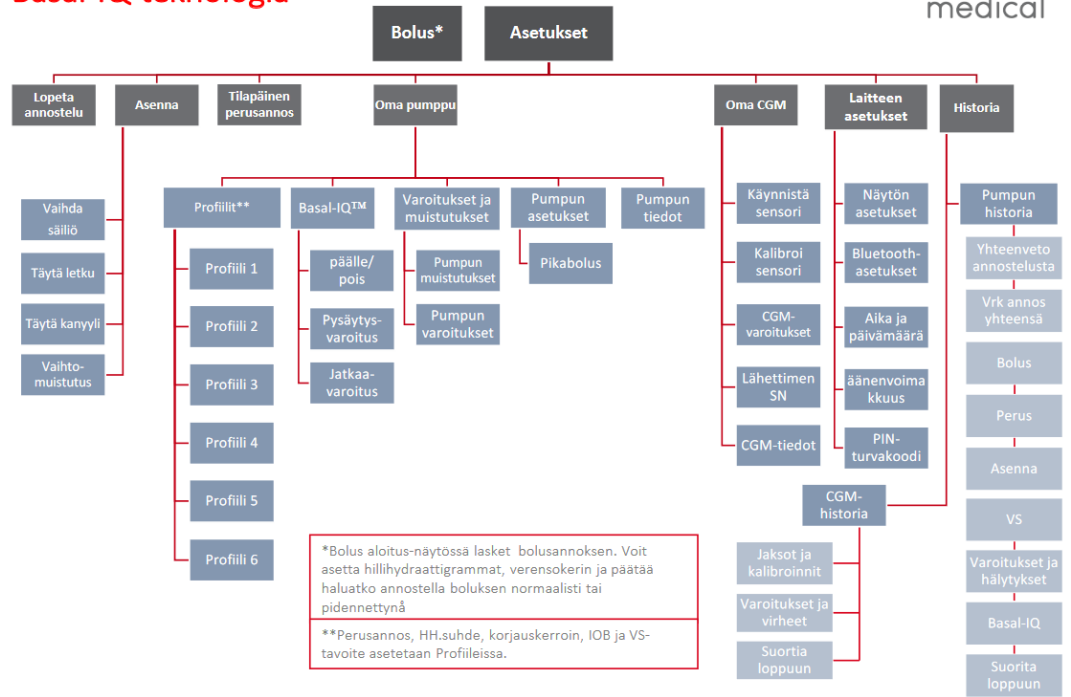 Basal-IQ teknologia
medical
Bolus*
Asetukset
Lopeta
annostelu
Asenna
Tilapäinen
perusannos
Oma pumppu
Oma CGM
Laitteen
asetukset
Historia
Vaihda
säiliö
Täytä letku
Täytä kanyyli
Vaihto-
muistutus
Profiilit**
Profiili 1
Profiili 2
Profiili 3
Profiili 4
Profiili 5
Profiili 6
Basal-IQ™
päälle/
pois
Pysäytys-
varoitus
Jatkaa-
varoitus
Varoitukset ja
muistutukset
Pumpun
muistutukset
Pumpun
varoitukset
Pumpun
asetukset
Pikabolus
Pumpun
tiedot
Käynnistä
sensori
Kalibroi
sensori
CGM-
varoitukset
Lähettimen
SN
CGM-tiedot
Näytön
asetukset
Bluetooth-
asetukset
Aika ja
päivämäärä
äänenvoima
kkuus
PIN-
turvakoodi
Pumpun
historia
Yhteenveto
annostelusta
Vrk annos
yhteensä
Bolus
Perus
Asenna
VS
Varoitukset ja
hälytykset
Basal-IQ
Suorita
loppuun
CGM-
historia
Jaksot ja
kalibroinnit
Varoitukset ja
virheet
Suortia
loppuun
*Bolus aloitus-näytössä lasket bolusannoksen. Voit
asetta hillihydraattigrammat, verensokerin ja päätää
haluatko annostella boluksen normaalisti tai
pidennettynå
**Perusannos, HH.suhde, korjauskerroin, IOB ja VS-
tavoite asetetaan Profiileissa.